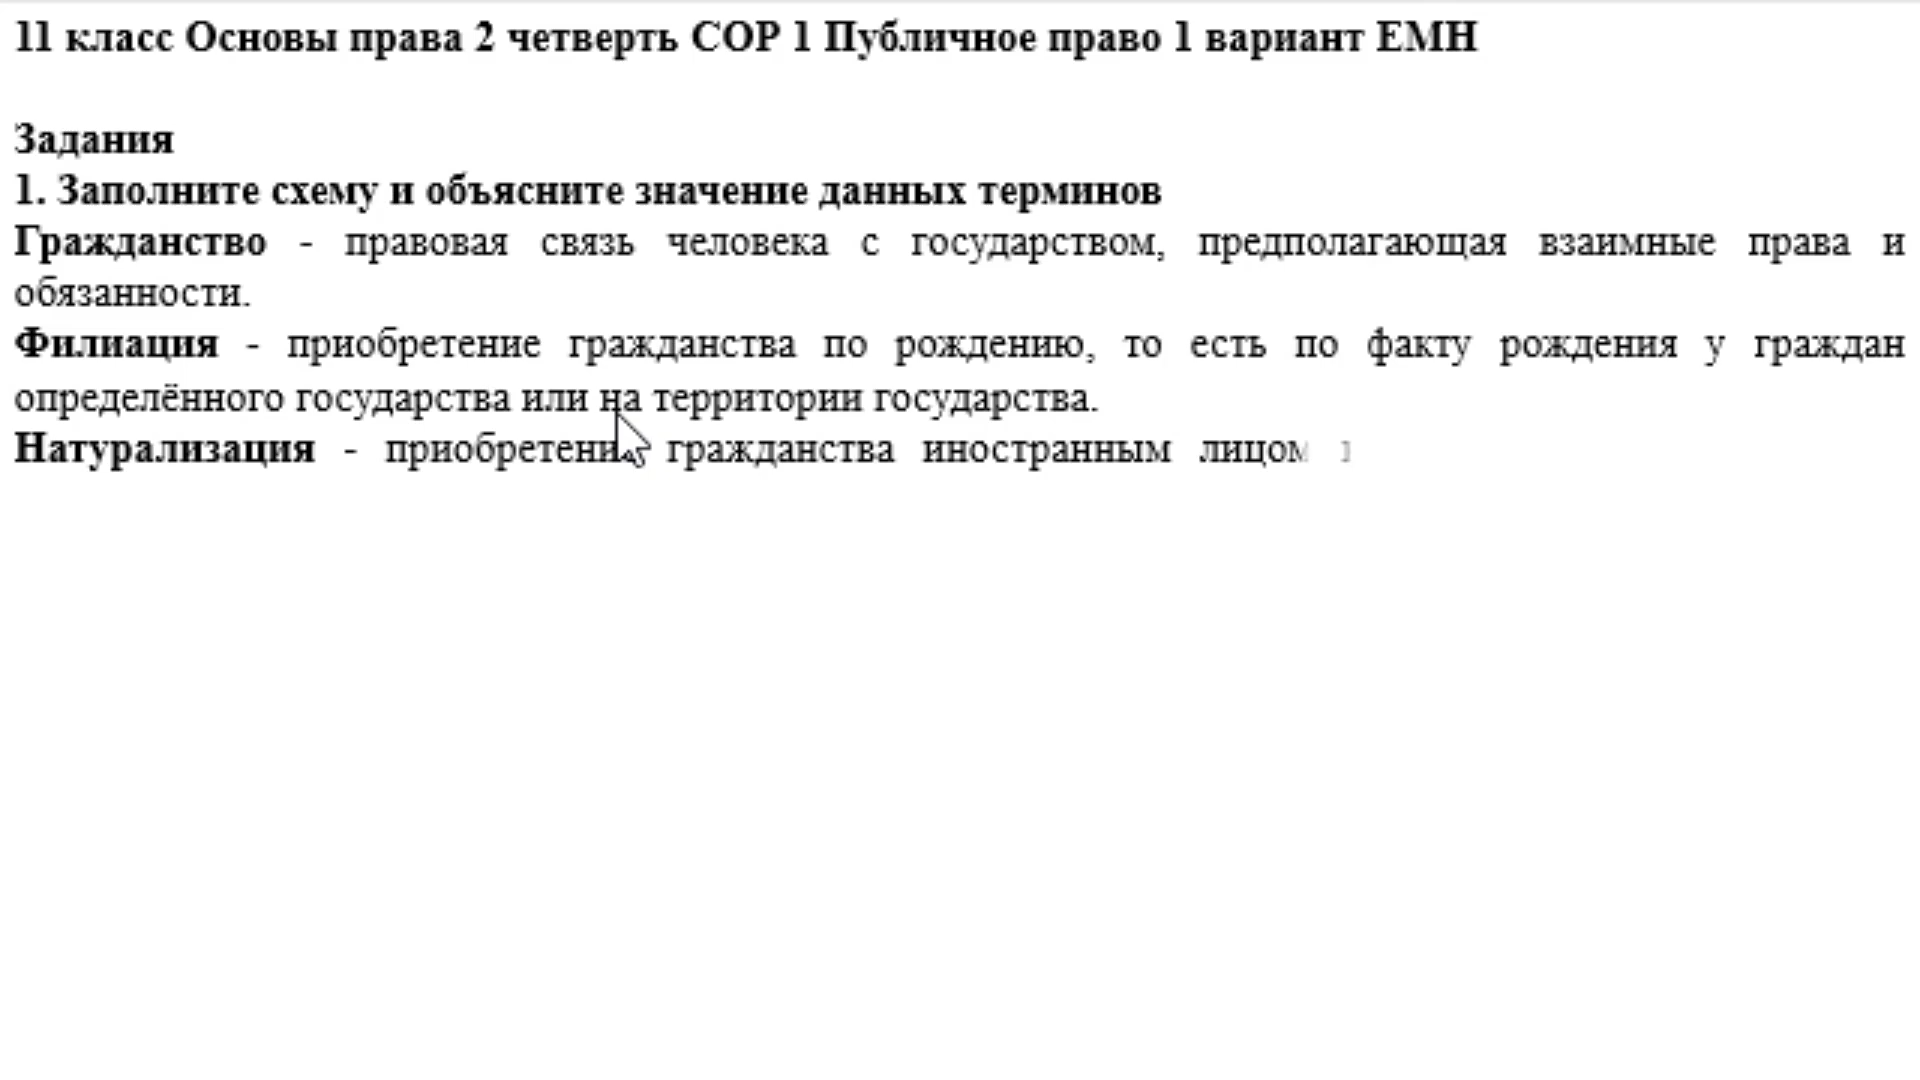 11 класс Основы права 2 четверть СОР 1 Публичное право 1 вариант ЕМН
Задания
1. Заполните схему и объясните значение данных терминов
Гражданство - правовая связь человека с государством, предполагающая взаимные права и
обязанности.
Филиация - приобретение гражданства по рождению, то есть по факту рождения у граждан
определённого государства или на территории государства.
Натурализация - приобретени гражданства иностранным лицом